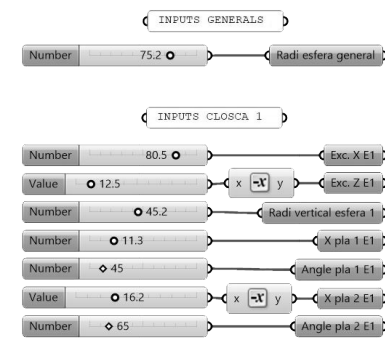 INPUTS GENERALS
Number 75.2 Radi esfera general
INPUTS CLOSCA 1
Number 80.5 Exc. X E1
Value 12.5 x -x y Exc. Z E1
Number 45.2 Radi vertical esfera 1
Number 11.3 X pla 1 E1
Number 45 Angle pla 1 E1
Value 16.2 x -x y X pla 2 E1
Number 65 Angle pla 2 E1